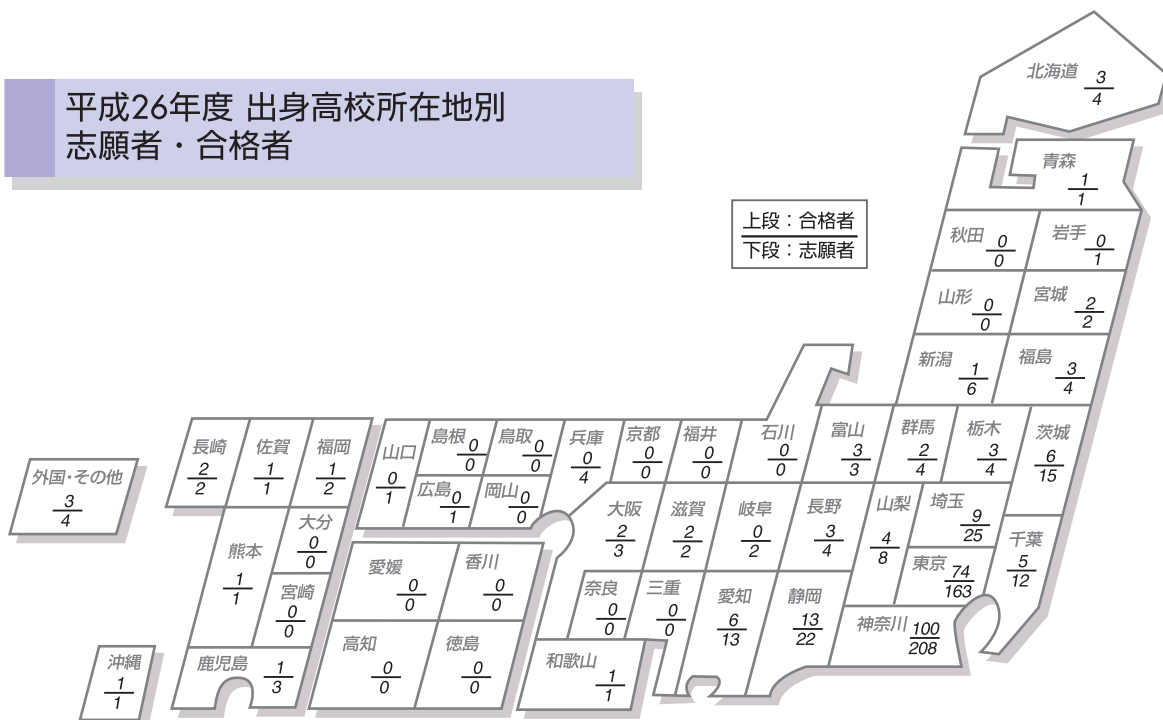 平成26年度 出身高校所在地別
志願者・合格者
上段：合格者
下段：志願者
北海道 3/4
青森 1/1
秋田 0/0
岩手 0/1
山形 0/0
宮城 2/2
新潟 1/6
福島 3/4
長崎 2/2
佐賀 1/1
福岡 1/2
山口 0/1
島根 0/0
鳥取 0/0
兵庫 0/4
京都 0/0
福井 0/0
石川 0/0
富山 3/3
群馬 2/4
栃木 3/4
茨城 6/15
外国・その他 3/4
広島 0/1
岡山 0/0
大阪 2/3
滋賀 2/2
岐阜 0/2
長野 3/4
山梨 4/8
埼玉 9/25
千葉 5/12
熊本 1/1
大分 0/0
愛媛 0/0
香川 0/0
東京 74/163
宮崎 0/0
奈良 0/0
三重 0/0
愛知 6/13
静岡 13/22
神奈川 100/208
沖縄 1/1
鹿児島 1/3
高知 0/0
徳島 0/0
和歌山 1/1